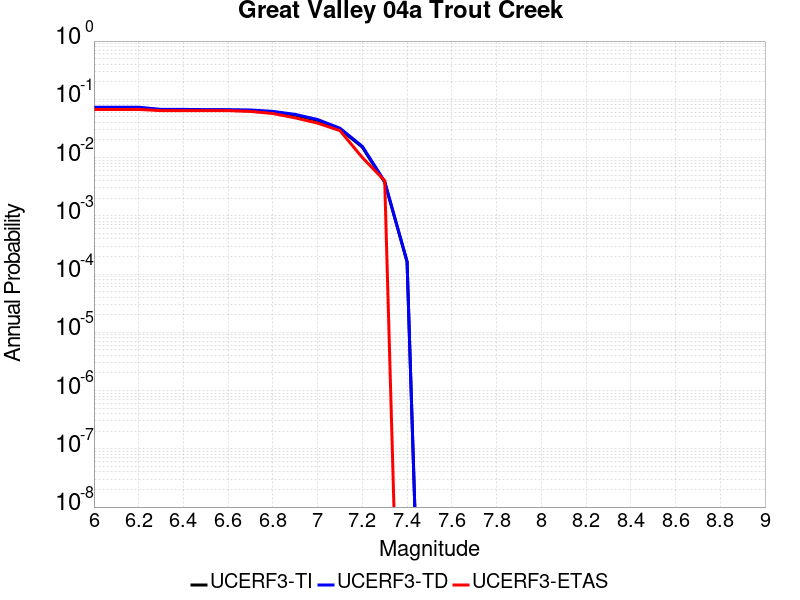 Great Valley 04a Trout Creek
Annual Probability
10^0
10^-1
10^-2
10^-3
10^-4
10^-5
10^-6
10^-7
10^-8
6 6.2 6.4 6.6 6.8 7 7.2 7.4 7.6 7.8 8 8.2 8.4 8.6 8.8 9
Magnitude
UCERF3-TI UCERF3-TD UCERF3-ETAS